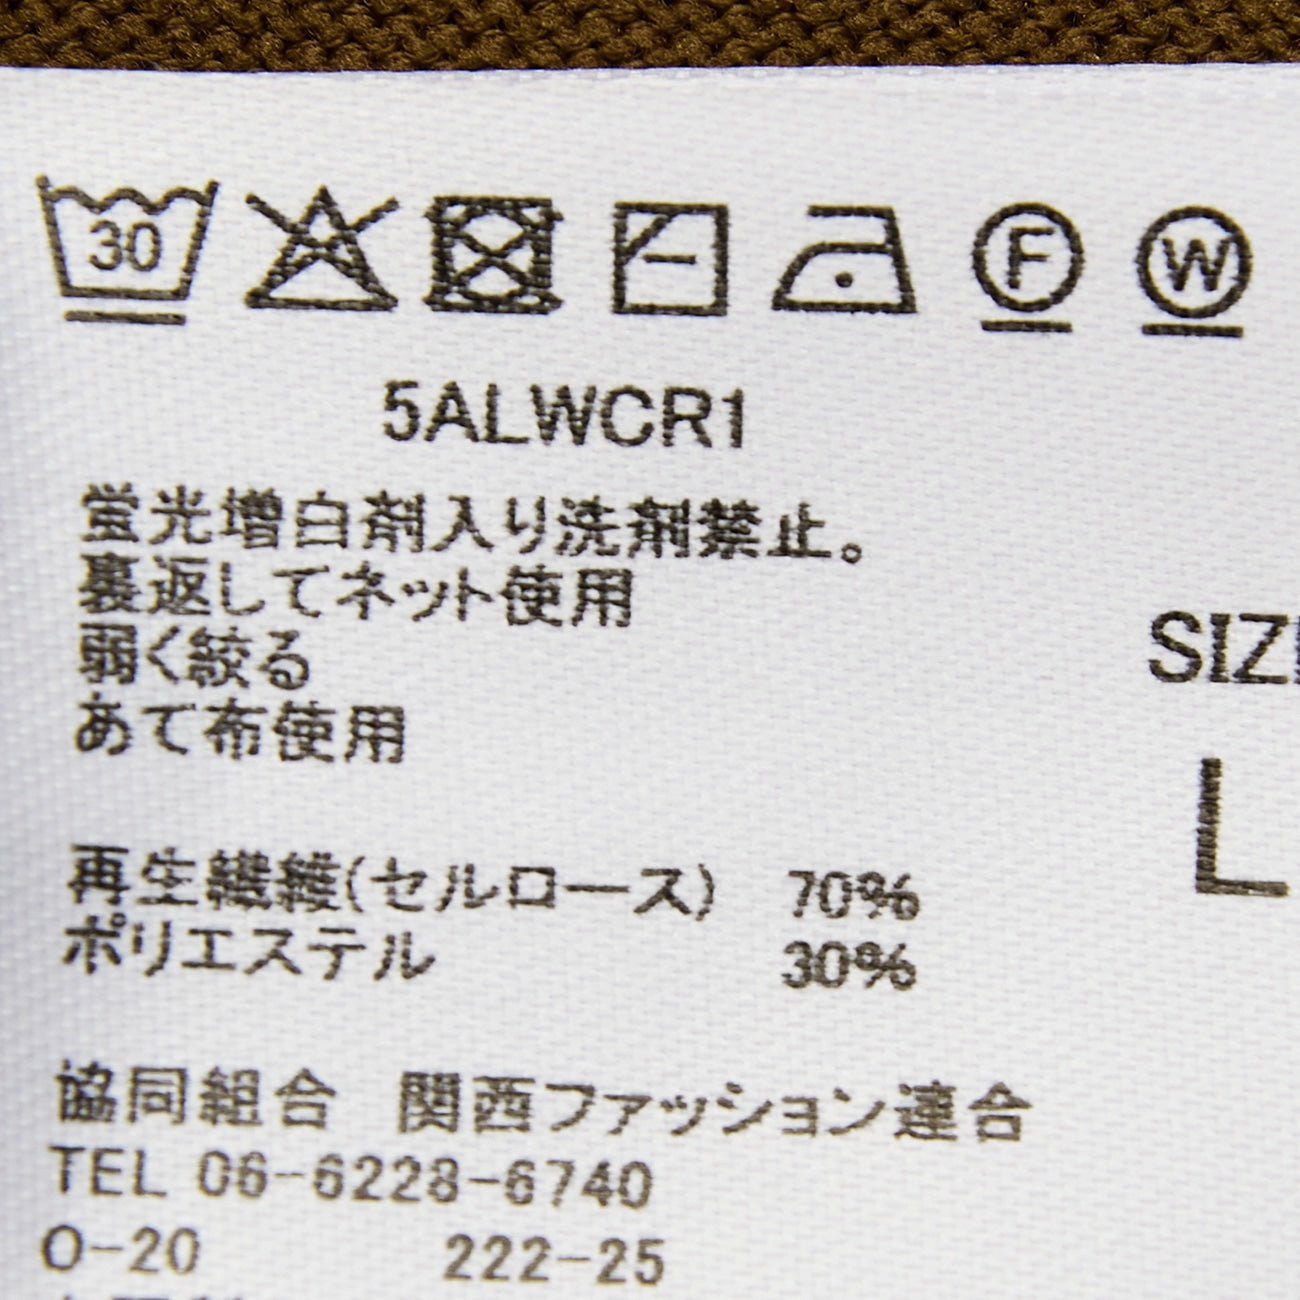 30 F W
5ALWCR1
蛍光増白剤入り洗剤禁止。
裏返してネット使用
弱く絞る
あて布使用
SIZE
L
再生繊維(セルロース) 70%
ポリエステル 30%
協同組合 関西ファッション連合
TEL 06-6228-6740
O-20 222-25